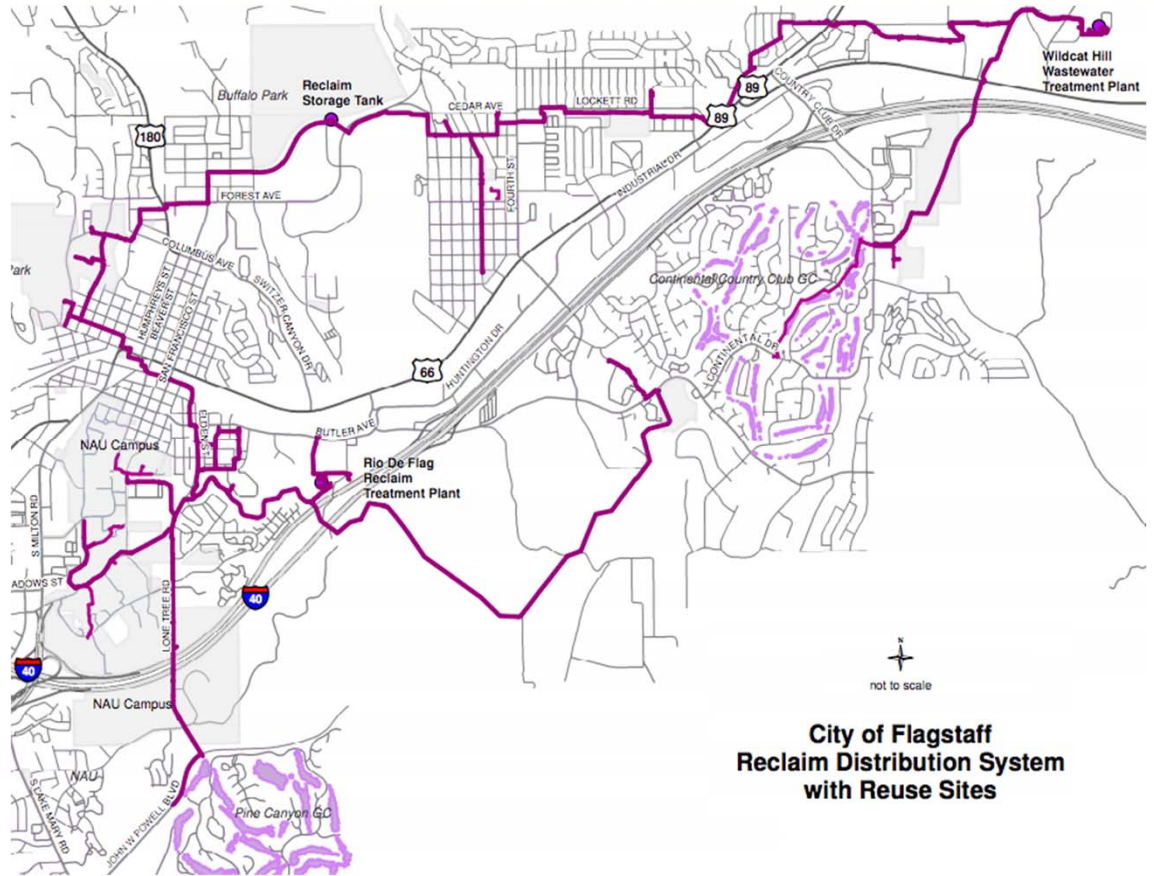 Wildcat Hill
Wastewater
Treatment Plant
89
COUNTRY CLUB DR
89
Reclaim
Storage Tank
Buffalo Park
CEDAR AVE
LOCKETT RD
180
FOURTH ST
INDUSTRIAL DR
FOREST AVE
COLUMBUS AVE
ark
SWITZER CANYON DR
HUMPHREYS ST
BEAVER ST
SAN FRANCISCO ST
Continental Country Club GC
CONTINENTAL DR
HUNTINGTON DR
66
BUTLER AVE
NAU Campus
Rio De Flag
Reclaim
Treatment Plant
S MILTON RD
ADOWS ST
LONE TREE RD
40
40
NAU Campus
N
not to scale
City of Flagstaff
Reclaim Distribution System
with Reuse Sites
NAU
S LAKE MARY RD
JOHN W POWELL BLVD
Pine Canyon GC